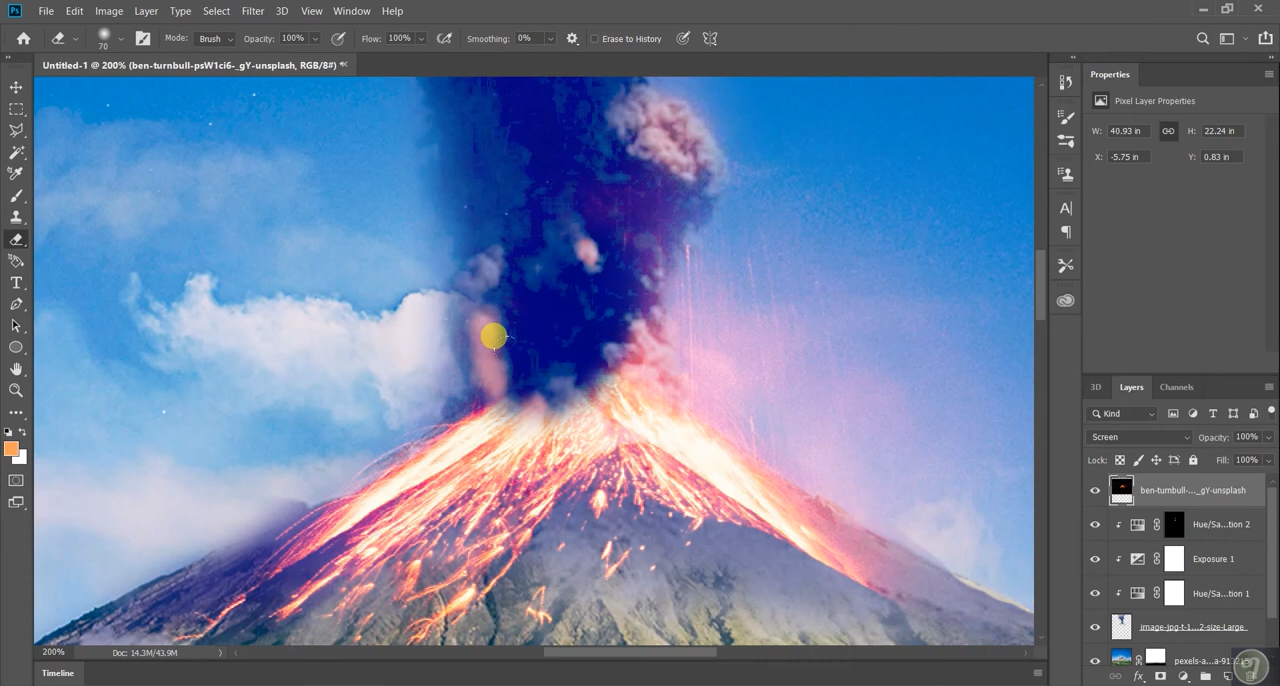 Ps File Edit Image Layer Type Select Filter 3D View Window Help
70 Mode: Brush Opacity: 100% Flow: 100% Smoothing: 0% Erase to History
Untitled-1 @ 200% (ben-turnbull-psW1ci6-_gY-unsplash, RGB/8#) *
Properties
Pixel Layer Properties
W: 40.93 in H: 22.24 in
X: -5.75 in Y: 0.83 in
3D Layers Channels
Kind
Screen Opacity: 100%
Lock: Fill: 100%
ben-turnbull-..._gY-unsplash
Hue/Sa...tion 2
Exposure 1
Hue/Sa...tion 1
image-jpg-t-1...2-size-Large
200% Doc: 14.3M/43.9M
Timeline